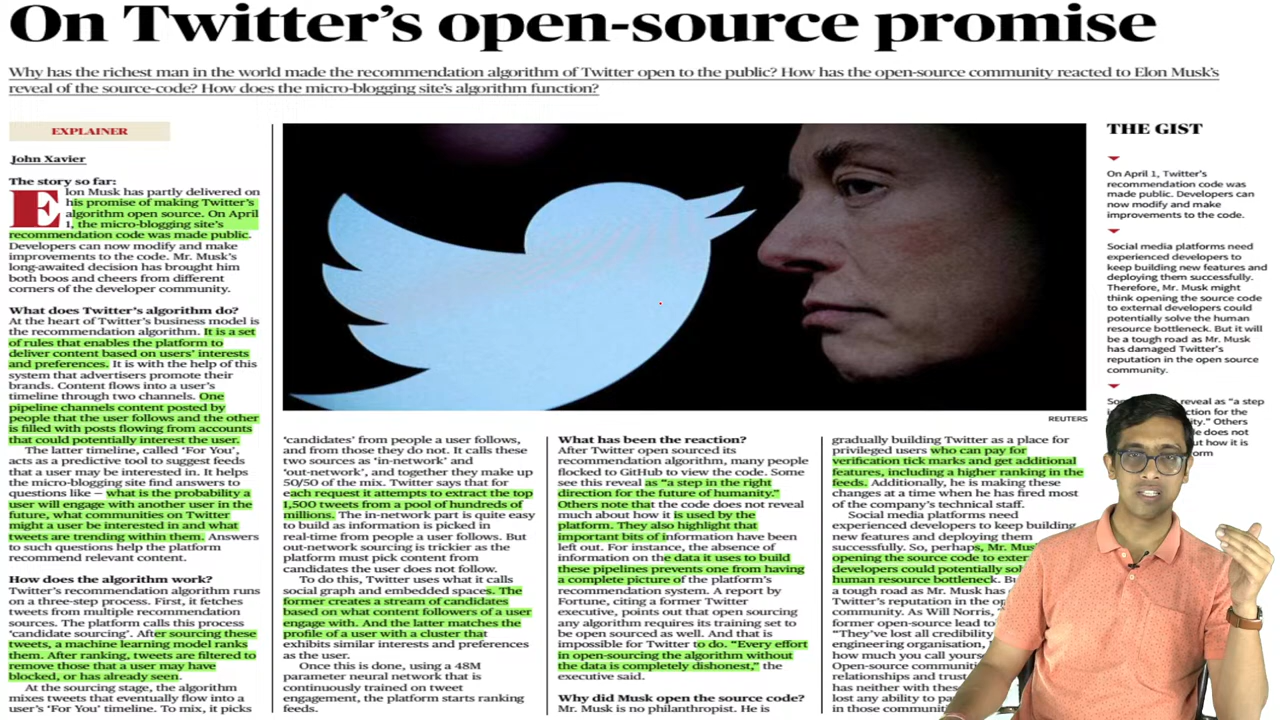 On Twitter's open-source promise
Why has the richest man in the world made the recommendation algorithm of Twitter open to the public? How has the open-source community reacted to Elon Musk's
reveal of the source-code? How does the micro-blogging site's algorithm function?
EXPLAINER
John Xavier
The story so far:
Elon Musk has partly delivered on
his promise of making Twitter's
algorithm open source. On April
1, the micro-blogging site's
recommendation code was made public.
Developers can now modify and make
improvements to the code. Mr. Musk's
long-awaited decision has brought him
both boos and cheers from different
corners of the developer community.
What does Twitter's algorithm do?
At the heart of Twitter's business model is
the recommendation algorithm. It is a set
of rules that enables the platform to
deliver content based on users' interests
and preferences. It is with the help of this
system that advertisers promote their
brands. Content flows into a user's
timeline through two channels. One
pipeline channels content posted by
people that the user follows and the other
is filled with posts flowing from accounts
that could potentially interest the user.
The latter timeline, called 'For You',
acts as a predictive tool to suggest feeds
that a user may be interested in. It helps
the micro-blogging site find answers to
questions like — what is the probability a
user will engage with another user in the
future, what communities on Twitter
might a user be interested in and what
tweets are trending within them. Answers
to such questions help the platform
recommend relevant content.
How does the algorithm work?
Twitter's recommendation algorithm runs
on a three-step process. First, it fetches
tweets from multiple recommendation
sources. The platform calls this process
'candidate sourcing'. After sourcing these
tweets, a machine learning model ranks
them. After ranking, tweets are filtered to
remove those that a user may have
blocked, or has already seen.
At the sourcing stage, the algorithm
mixes tweets that eventually flow into a
user's 'For You' timeline. To mix, it picks
REUTERS
'candidates' from people a user follows,
and from those they do not. It calls these
two sources as 'in-network' and
'out-network', and together they make up
50/50 of the mix. Twitter says that for
each request it attempts to extract the top
1,500 tweets from a pool of hundreds of
millions. The in-network part is quite easy
to build as information is picked in
real-time from people a user follows. But
out-network sourcing is trickier as the
platform must pick content from
candidates the user does not follow.
To do this, Twitter uses what it calls
social graph and embedded spaces. The
former creates a stream of candidates
based on what content followers of a user
engage with. And the latter matches the
profile of a user with a cluster that
exhibits similar interests and preferences
as the user.
Once this is done, using a 48M
parameter neural network that is
continuously trained on tweet
engagement, the platform starts ranking
feeds.
What has been the reaction?
After Twitter open sourced its
recommendation algorithm, many people
flocked to GitHub to view the code. Some
see this reveal as “a step in the right
direction for the future of humanity.”
Others note that the code does not reveal
much about how it is used by the
platform. They also highlight that
important bits of information have been
left out. For instance, the absence of
information on the data it uses to build
these pipelines prevents one from having
a complete picture of the platform's
recommendation system. A report by
Fortune, citing a former Twitter
executive, points out that open sourcing
any algorithm requires its training set to
be open sourced as well. And that is
impossible for Twitter to do. “Every effort
in open-sourcing the algorithm without
the data is completely dishonest,” the
executive said.
Why did Musk open the source code?
Mr. Musk is no philanthropist. He is
gradually building Twitter as a place for
privileged users who can pay for
verification tick marks and get additional
features, including a higher ranking in the
feeds. Additionally, he is making these
changes at a time when he has fired most
of the company's technical staff.
Social media platforms need
experienced developers to keep building
new features and deploying them
successfully. So, perhaps, Mr.
opening the source code to
developers could potentially
human resource bottleneck.
a tough road as Mr. Musk
Twitter's reputation in the
community. As Will Norris,
former open-source lead to
“They've lost all credibility
engineering organisation,
how much you call yourse
Open-source
relationships and
has neither with these
lost any ability to
in those
THE GIST
On April 1, Twitter's
recommendation code was
made public. Developers can
now modify and make
improvements to the code.
Social media platforms need
experienced developers to
keep building new features and
deploying them successfully.
Therefore, Mr. Musk might
think opening the source code
to external developers could
potentially solve the human
resource bottleneck. But it will
be a tough road as Mr. Musk
has damaged Twitter's
reputation in the open source
community.
reveal as “a step
for the
Others
does not
how it is